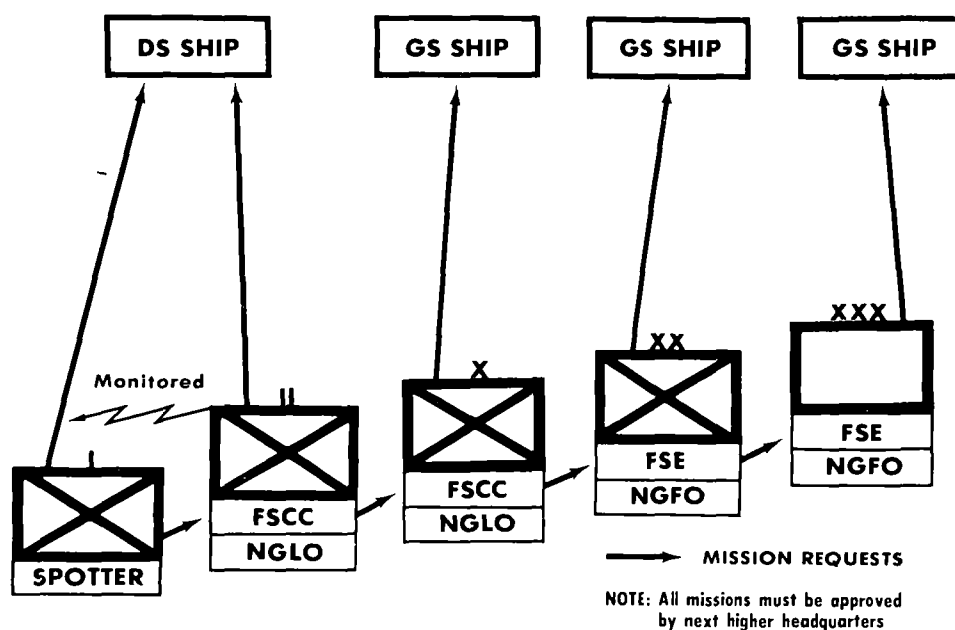 DS SHIP
GS SHIP
GS SHIP
GS SHIP
XXX
XX
X
Monitored
II
I
FSE
NGFO
FSE
NGFO
FSCC
NGLO
FSCC
NGLO
SPOTTER
MISSION REQUESTS
NOTE: All missions must be approved
by next higher headquarters